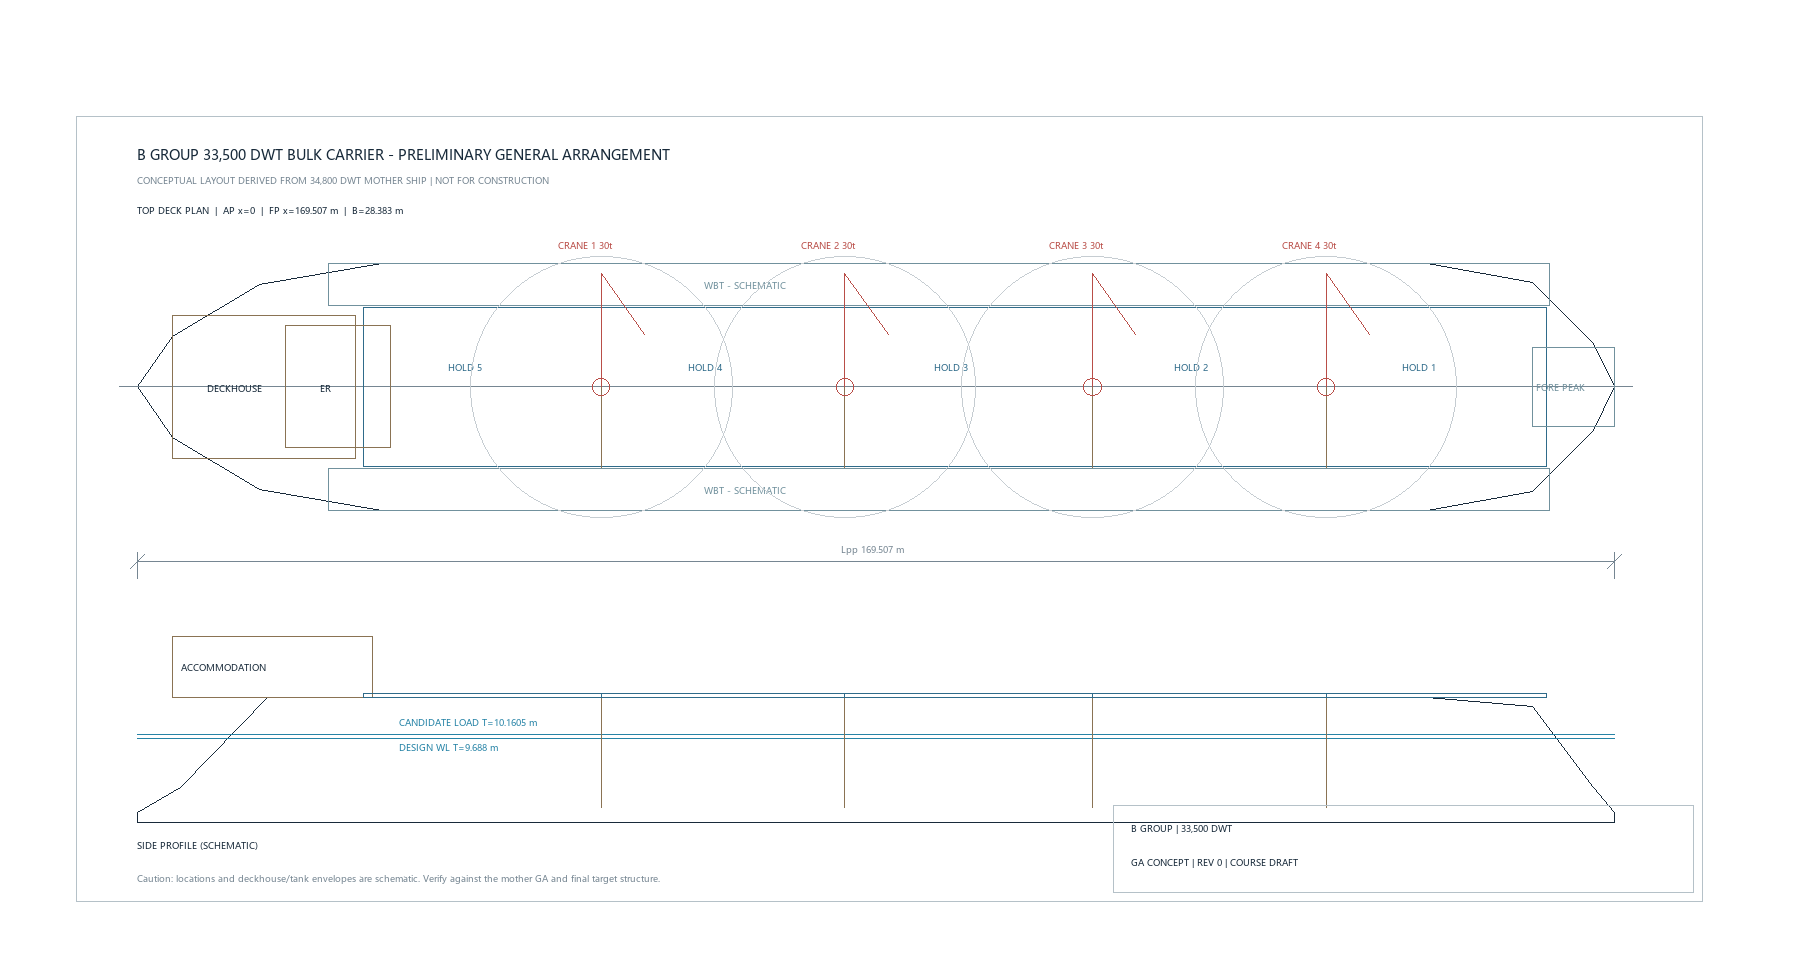 B GROUP 33,500 DWT BULK CARRIER - PRELIMINARY GENERAL ARRANGEMENT
CONCEPTUAL LAYOUT DERIVED FROM 34,800 DWT MOTHER SHIP | NOT FOR CONSTRUCTION
TOP DECK PLAN | AP x=0 | FP x=169.507 m | B=28.383 m
CRANE 1 30t
CRANE 2 30t
CRANE 3 30t
CRANE 4 30t
WBT - SCHEMATIC
HOLD 5
HOLD 4
HOLD 3
HOLD 2
HOLD 1
DECKHOUSE
ER
FORE PEAK
WBT - SCHEMATIC
Lpp 169.507 m
ACCOMMODATION
CANDIDATE LOAD T=10.1605 m
DESIGN WL T=9.688 m
B GROUP | 33,500 DWT
SIDE PROFILE (SCHEMATIC)
GA CONCEPT | REV 0 | COURSE DRAFT
Caution: locations and deckhouse/tank envelopes are schematic. Verify against the mother GA and final target structure.